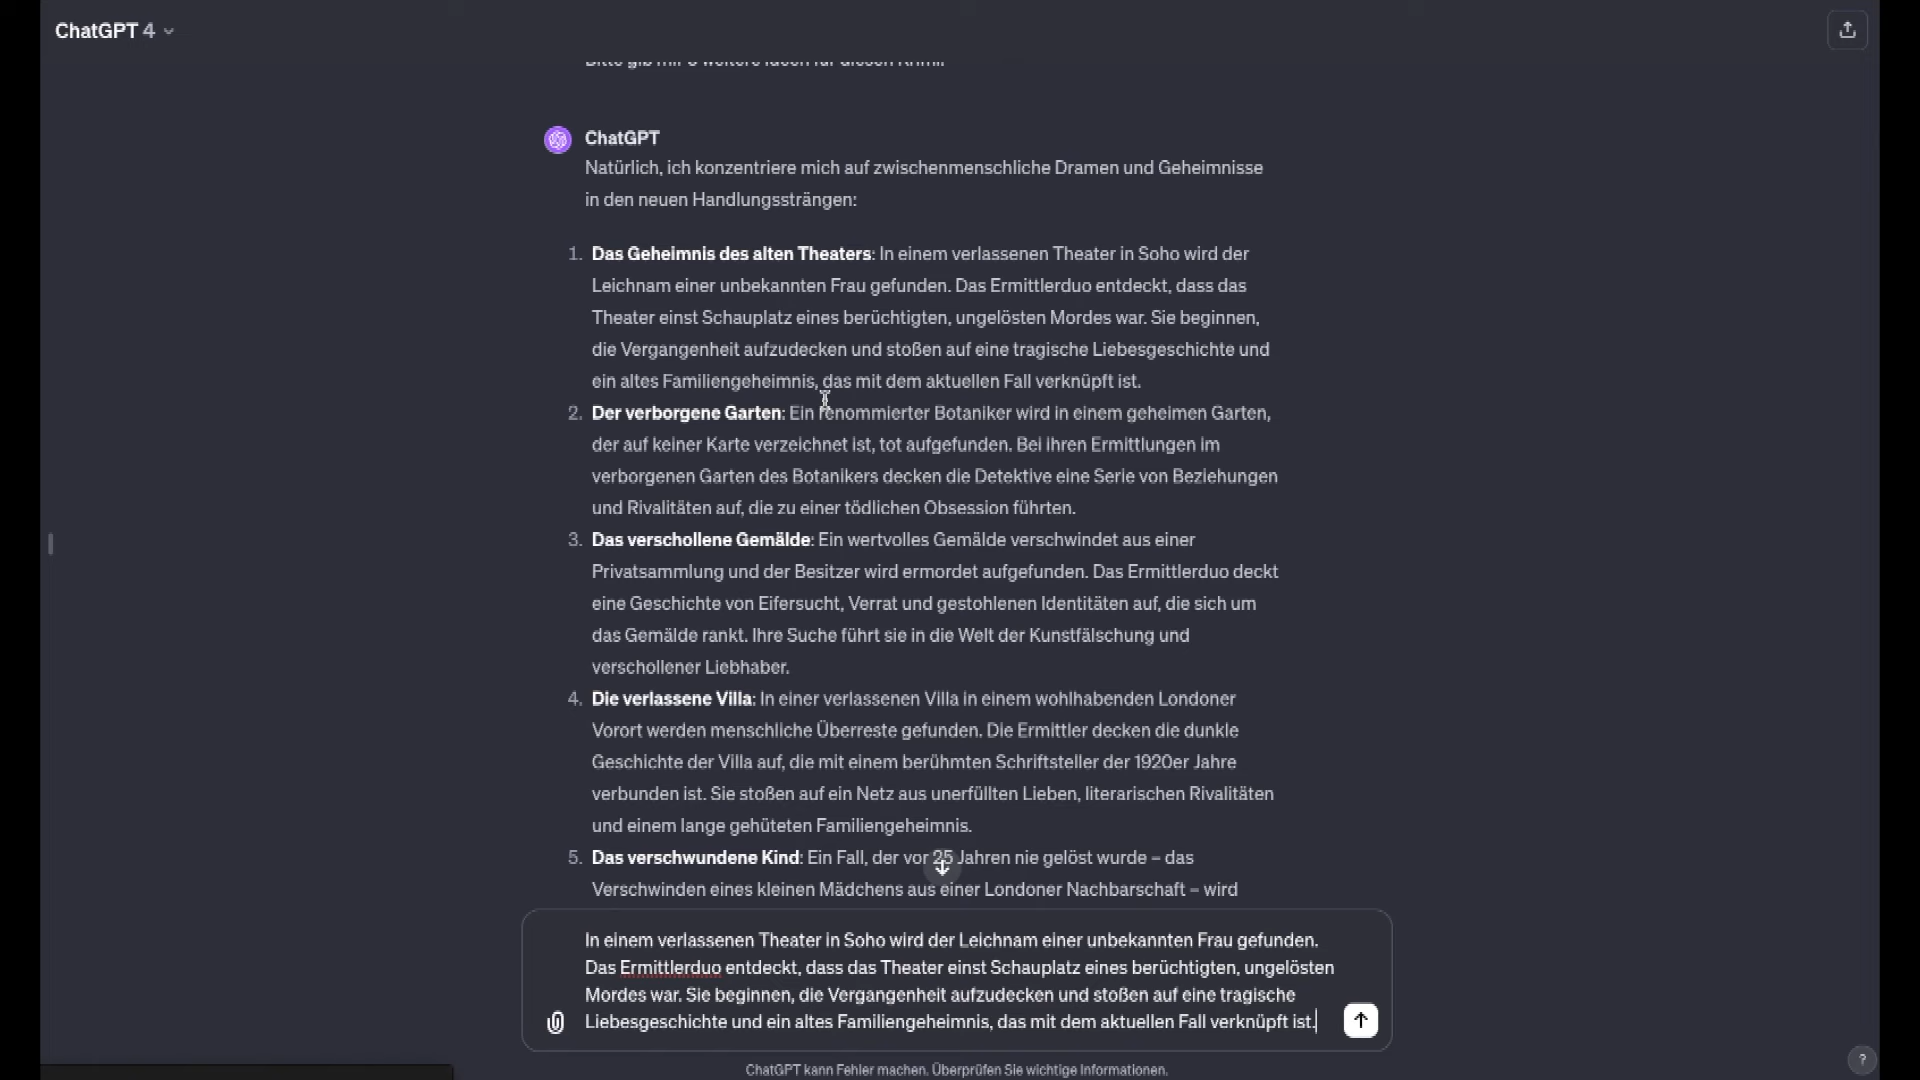 ChatGPT 4
ChatGPT
Natürlich, ich konzentriere mich auf zwischenmenschliche Dramen und Geheimnisse
in den neuen Handlungssträngen:
1. Das Geheimnis des alten Theaters: In einem verlassenen Theater in Soho wird der
Leichnam einer unbekannten Frau gefunden. Das Ermittlerduo entdeckt, dass das
Theater einst Schauplatz eines berüchtigten, ungelösten Mordes war. Sie beginnen,
die Vergangenheit aufzudecken und stoßen auf eine tragische Liebesgeschichte und
ein altes Familiengeheimnis, das mit dem aktuellen Fall verknüpft ist.
2. Der verborgene Garten: Ein renommierter Botaniker wird in einem geheimen Garten,
der auf keiner Karte verzeichnet ist, tot aufgefunden. Bei ihren Ermittlungen im
verborgenen Garten des Botanikers decken die Detektive eine Serie von Beziehungen
und Rivalitäten auf, die zu einer tödlichen Obsession führten.
3. Das verschollene Gemälde: Ein wertvolles Gemälde verschwindet aus einer
Privatsammlung und der Besitzer wird ermordet aufgefunden. Das Ermittlerduo deckt
eine Geschichte von Eifersucht, Verrat und gestohlenen Identitäten auf, die sich um
das Gemälde rankt. Ihre Suche führt sie in die Welt der Kunstfälschung und
verschollener Liebhaber.
4. Die verlassene Villa: In einer verlassenen Villa in einem wohlhabenden Londoner
Vorort werden menschliche Überreste gefunden. Die Ermittler decken die dunkle
Geschichte der Villa auf, die mit einem berühmten Schriftsteller der 1920er Jahre
verbunden ist. Sie stoßen auf ein Netz aus unerfüllten Lieben, literarischen Rivalitäten
und einem lange gehüteten Familiengeheimnis.
5. Das verschwundene Kind: Ein Fall, der vor 25 Jahren nie gelöst wurde – das
Verschwinden eines kleinen Mädchens aus einer Londoner Nachbarschaft – wird
In einem verlassenen Theater in Soho wird der Leichnam einer unbekannten Frau gefunden.
Das Ermittlerduo entdeckt, dass das Theater einst Schauplatz eines berüchtigten, ungelösten
Mordes war. Sie beginnen, die Vergangenheit aufzudecken und stoßen auf eine tragische
Liebesgeschichte und ein altes Familiengeheimnis, das mit dem aktuellen Fall verknüpft ist.
ChatGPT kann Fehler machen. Überprüfen Sie wichtige Informationen.
?